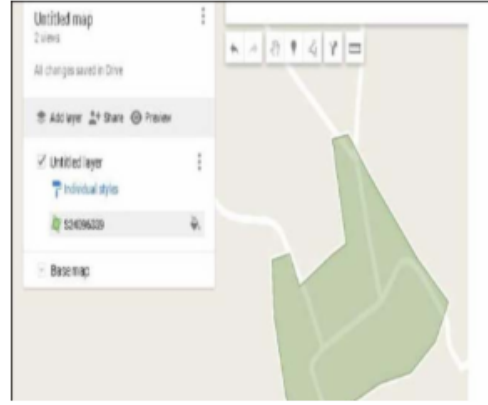 Untitled map
2 views
All changes saved in Drive
Add layer Share Preview
Untitled layer
Individual styles
Base map